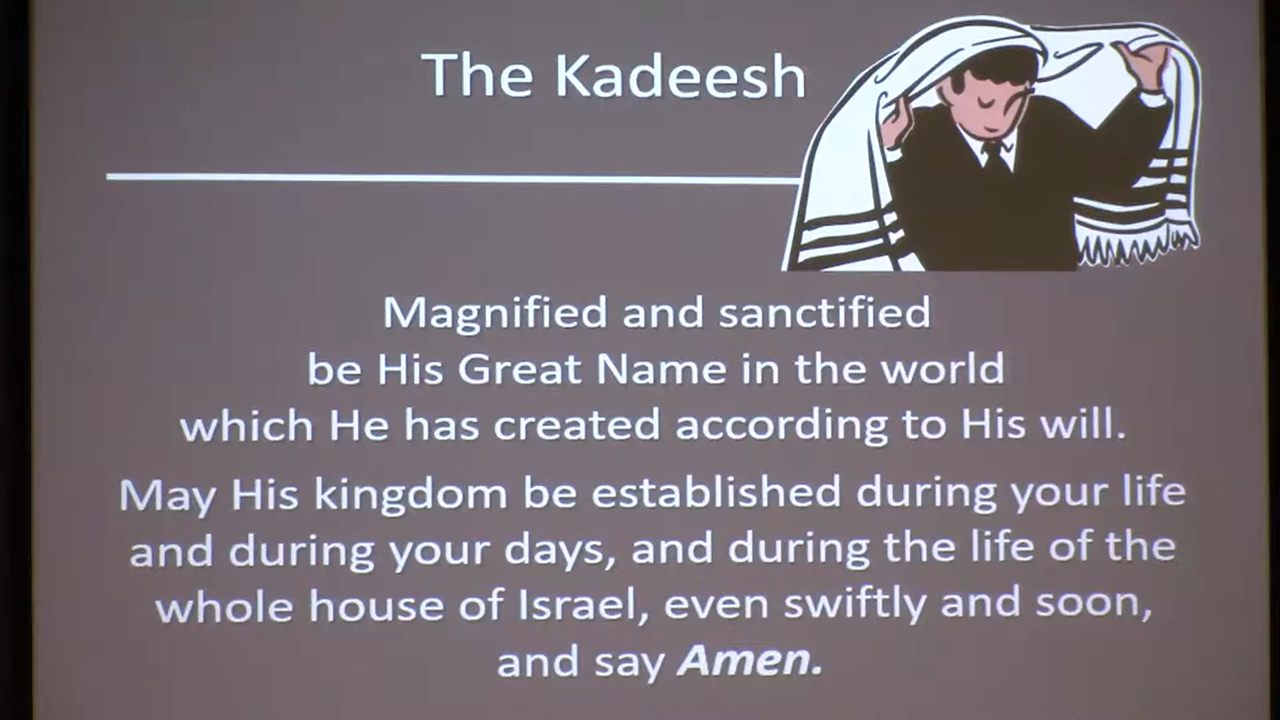 The Kadeesh
Magnified and sanctified
be His Great Name in the world
which He has created according to His will.
May His kingdom be established during your life
and during your days, and during the life of the
whole house of Israel, even swiftly and soon,
and say Amen.